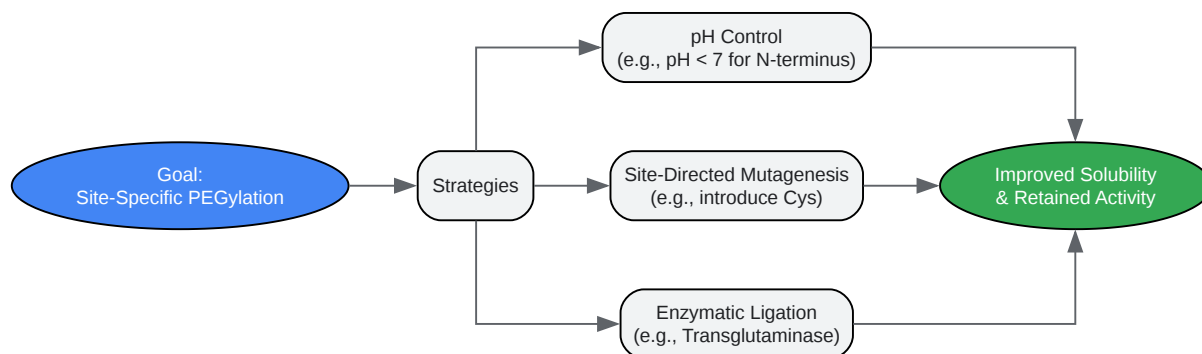 Goal:
Site-Specific PEGylation
Strategies
pH Control
(e.g., pH < 7 for N-terminus)
Site-Directed Mutagenesis
(e.g., introduce Cys)
Enzymatic Ligation
(e.g., Transglutaminase)
Improved Solubility
& Retained Activity